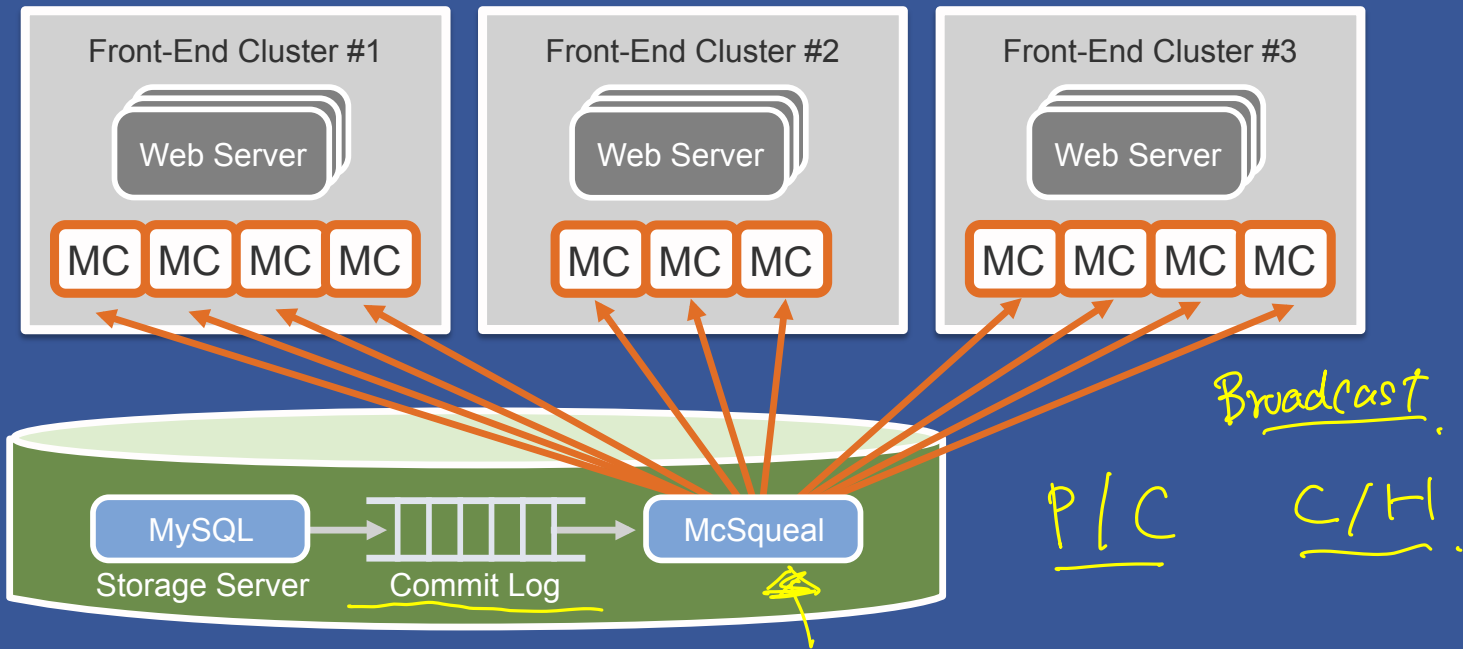 Front-End Cluster #1
Front-End Cluster #2
Front-End Cluster #3
Web Server
Web Server
Web Server
MC MC MC MC
MC MC MC
MC MC MC MC
Broadcast.
MySQL
McSqueal
P/C
C/H.
Storage Server
Commit Log